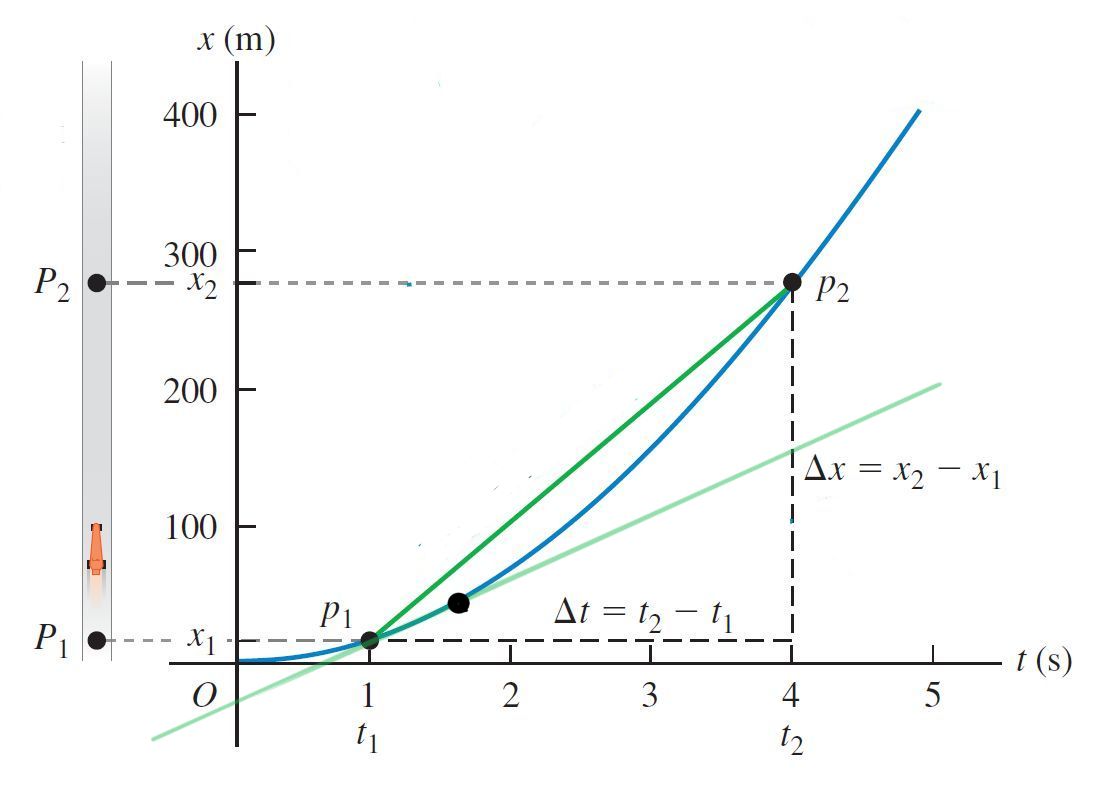 x (m)
400
300
P₂
x₂
p₂
200
Δx = x₂ − x₁
100
p₁
Δt = t₂ − t₁
P₁
x₁
t (s)
O
1
2
3
4
5
t₁
t₂